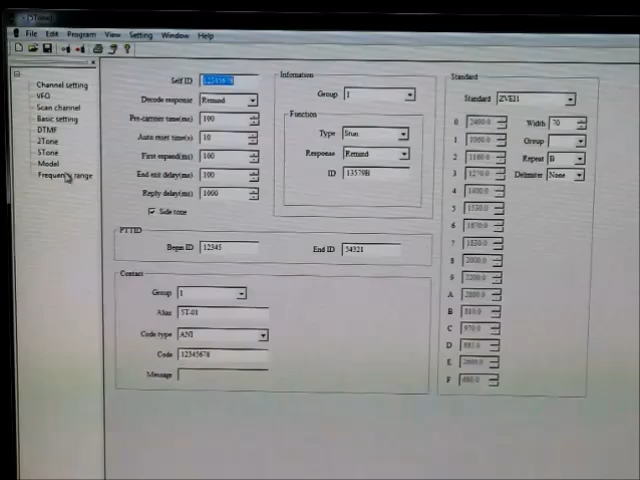 [5Tone]
File Edit Program View Setting Window Help
Channel setting
VFO
Scan channel
Basic setting
DTMF
2Tone
5Tone
Model
Frequency range
Self ID 12345678
Decode response Remind
Pre-carrier time(ms) 100
Auto reset time(s) 10
First expand(ms) 100
End exit delay(ms) 100
Reply delay(ms) 1000
Side tone
Infomation
Group 1
Function
Type Stun
Response Remind
ID 13579B
PTTID
Begin ID 12345
End ID 54321
Contact
Group 1
Alias 5T-01
Code type ANI
Code 12345678
Message
Standard
Standard ZVEI1
0 2400.0
1 1060.0
2 1160.0
3 1270.0
4 1400.0
5 1530.0
6 1670.0
7 1830.0
8 2000.0
9 2200.0
A 2800.0
B 810.0
C 970.0
D 885.0
E 2600.0
F 680.0
Width 70
Group
Repeat E
Delimiter None